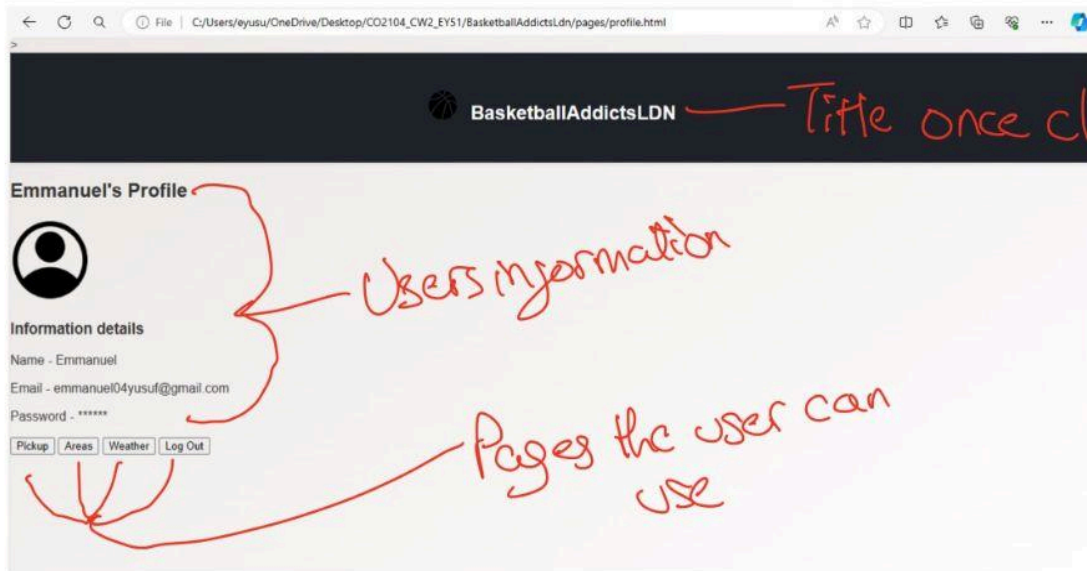 File
C:/Users/eyusu/OneDrive/Desktop/CO2104_CW2_EY51/BasketballAddictsLdn/pages/profile.html
>
BasketballAddictsLDN
Title once cl
Emmanuel's Profile
Users information
Information details
Name - Emmanuel
Email - emmanuel04yusuf@gmail.com
Password - ******
Pickup Areas Weather Log Out
Pages the user can
use